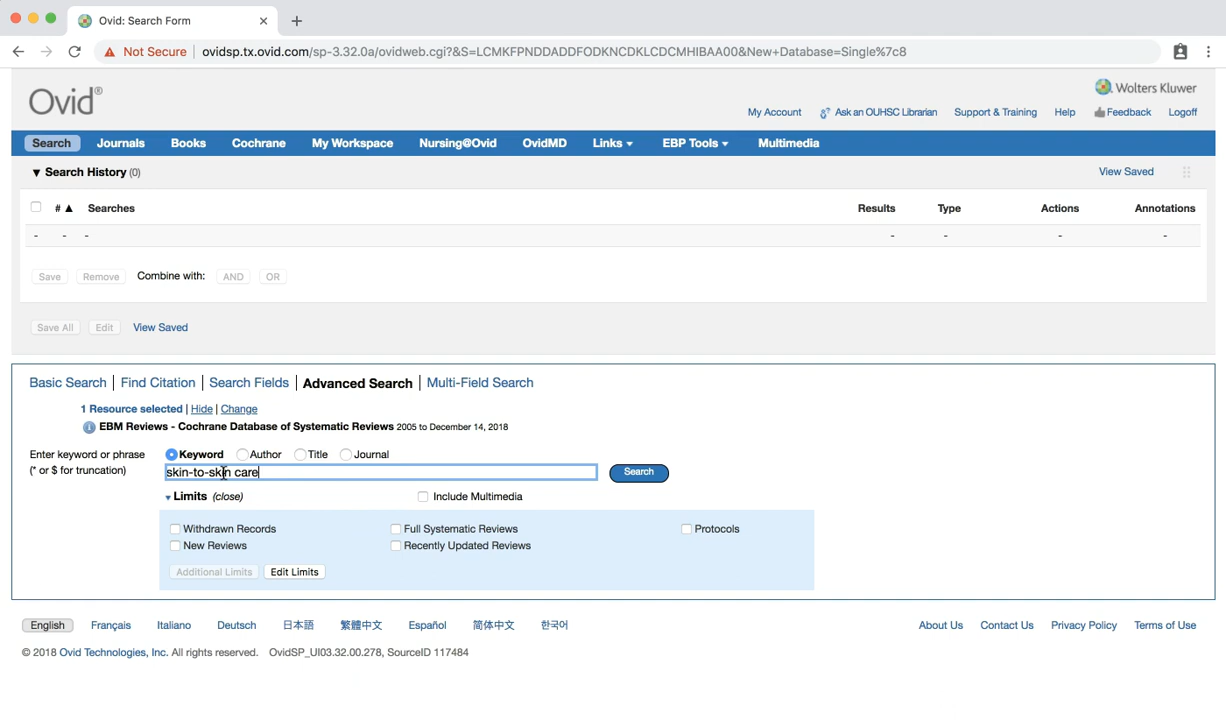 Ovid: Search Form
Not Secure ovidsp.tx.ovid.com/sp-3.32.0a/ovidweb.cgi?&S=LCMKFPNDDADDFODKNCDKLCDCMHIBAA00&New+Database=Single%7c8
Ovid®
Wolters Kluwer
My Account Ask an OUHSC Librarian Support & Training Help Feedback Logoff
Search Journals Books Cochrane My Workspace Nursing@Ovid OvidMD Links EBP Tools Multimedia
▼ Search History (0) View Saved
# ▲ Searches Results Type Actions Annotations
- - - - - - -
Save Remove Combine with: AND OR
Save All Edit View Saved
Basic Search | Find Citation | Search Fields | Advanced Search | Multi-Field Search
1 Resource selected | Hide | Change
EBM Reviews - Cochrane Database of Systematic Reviews 2005 to December 14, 2018
Enter keyword or phrase Keyword Author Title Journal
(* or $ for truncation) skin-to-skin care Search
Limits (close) Include Multimedia
Withdrawn Records Full Systematic Reviews Protocols
New Reviews Recently Updated Reviews
Additional Limits Edit Limits
English Français Italiano Deutsch 日本語 繁體中文 Español 简体中文 한국어 About Us Contact Us Privacy Policy Terms of Use
© 2018 Ovid Technologies, Inc. All rights reserved. OvidSP_UI03.32.00.278, SourceID 117484